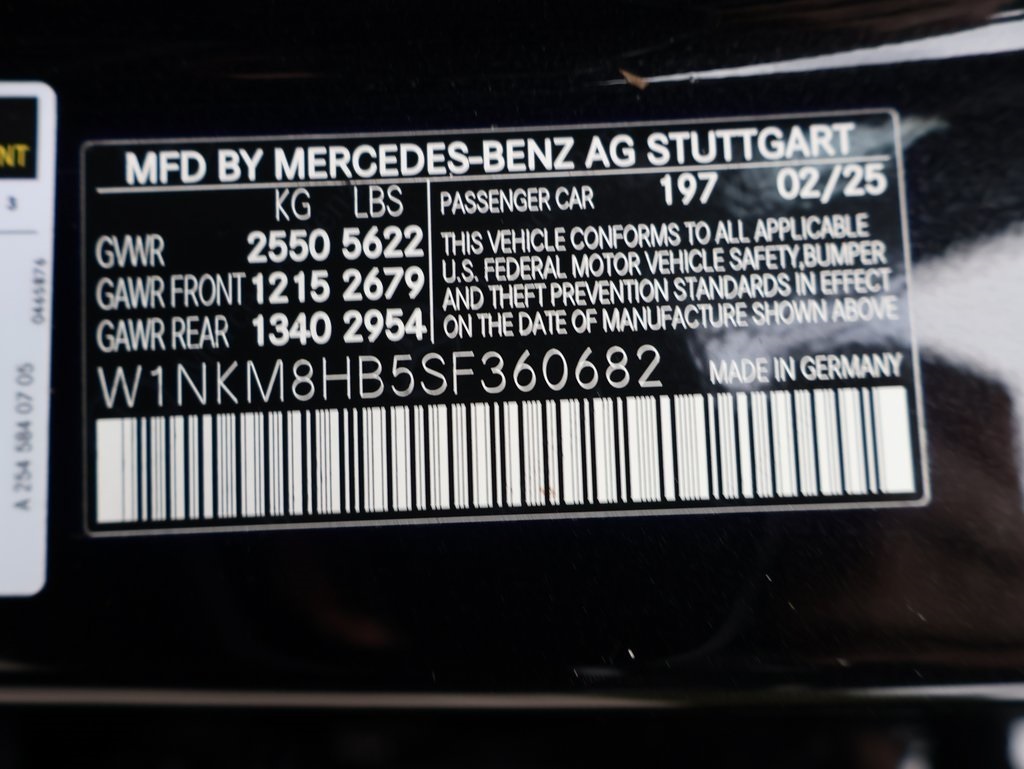 MFD BY MERCEDES-BENZ AG STUTTGART
KG LBS
GVWR 2550 5622
GAWR FRONT 1215 2679
GAWR REAR 1340 2954
PASSENGER CAR 197 02/25
THIS VEHICLE CONFORMS TO ALL APPLICABLE
U.S. FEDERAL MOTOR VEHICLE SAFETY, BUMPER
AND THEFT PREVENTION STANDARDS IN EFFECT
ON THE DATE OF MANUFACTURE SHOWN ABOVE
W1NKM8HB5SF360682 MADE IN GERMANY
NT
3
0465876
A 254 584 07 05